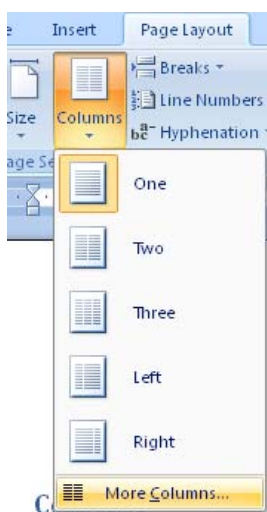 Insert Page Layout
Breaks
Size Columns Line Numbers
Hyphenation
One
Two
Three
Left
Right
More Columns...